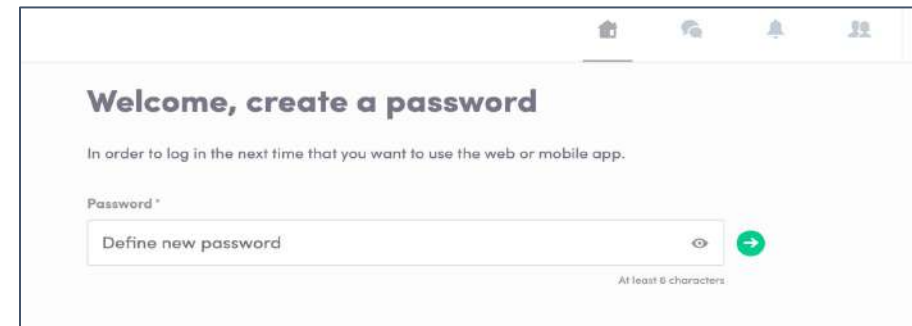 Welcome, create a password
In order to log in the next time that you want to use the web or mobile app.
Password *
Define new password
At least 6 characters